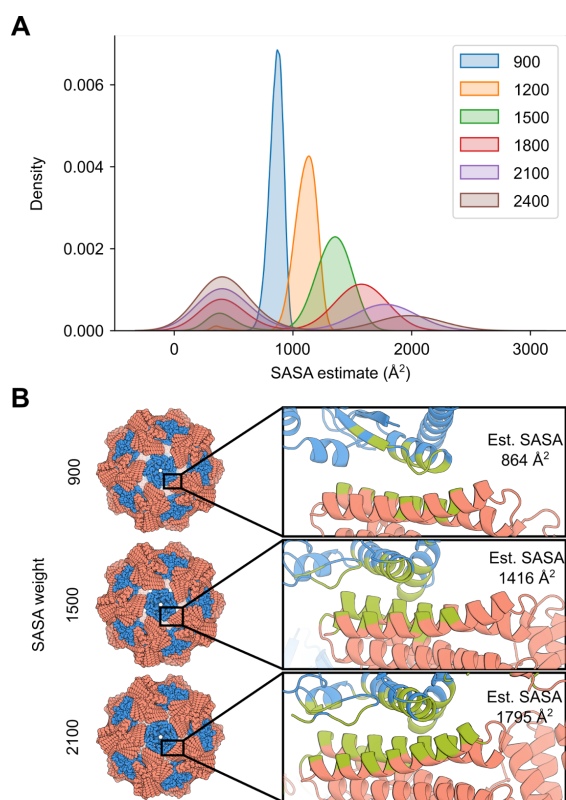 A
0.006
0.004
0.002
0.000
Density
0
1000
2000
3000
SASA estimate (Å²)
900
1200
1500
1800
2100
2400
B
SASA weight
900
Est. SASA
864 Å²
1500
Est. SASA
1416 Å²
2100
Est. SASA
1795 Å²